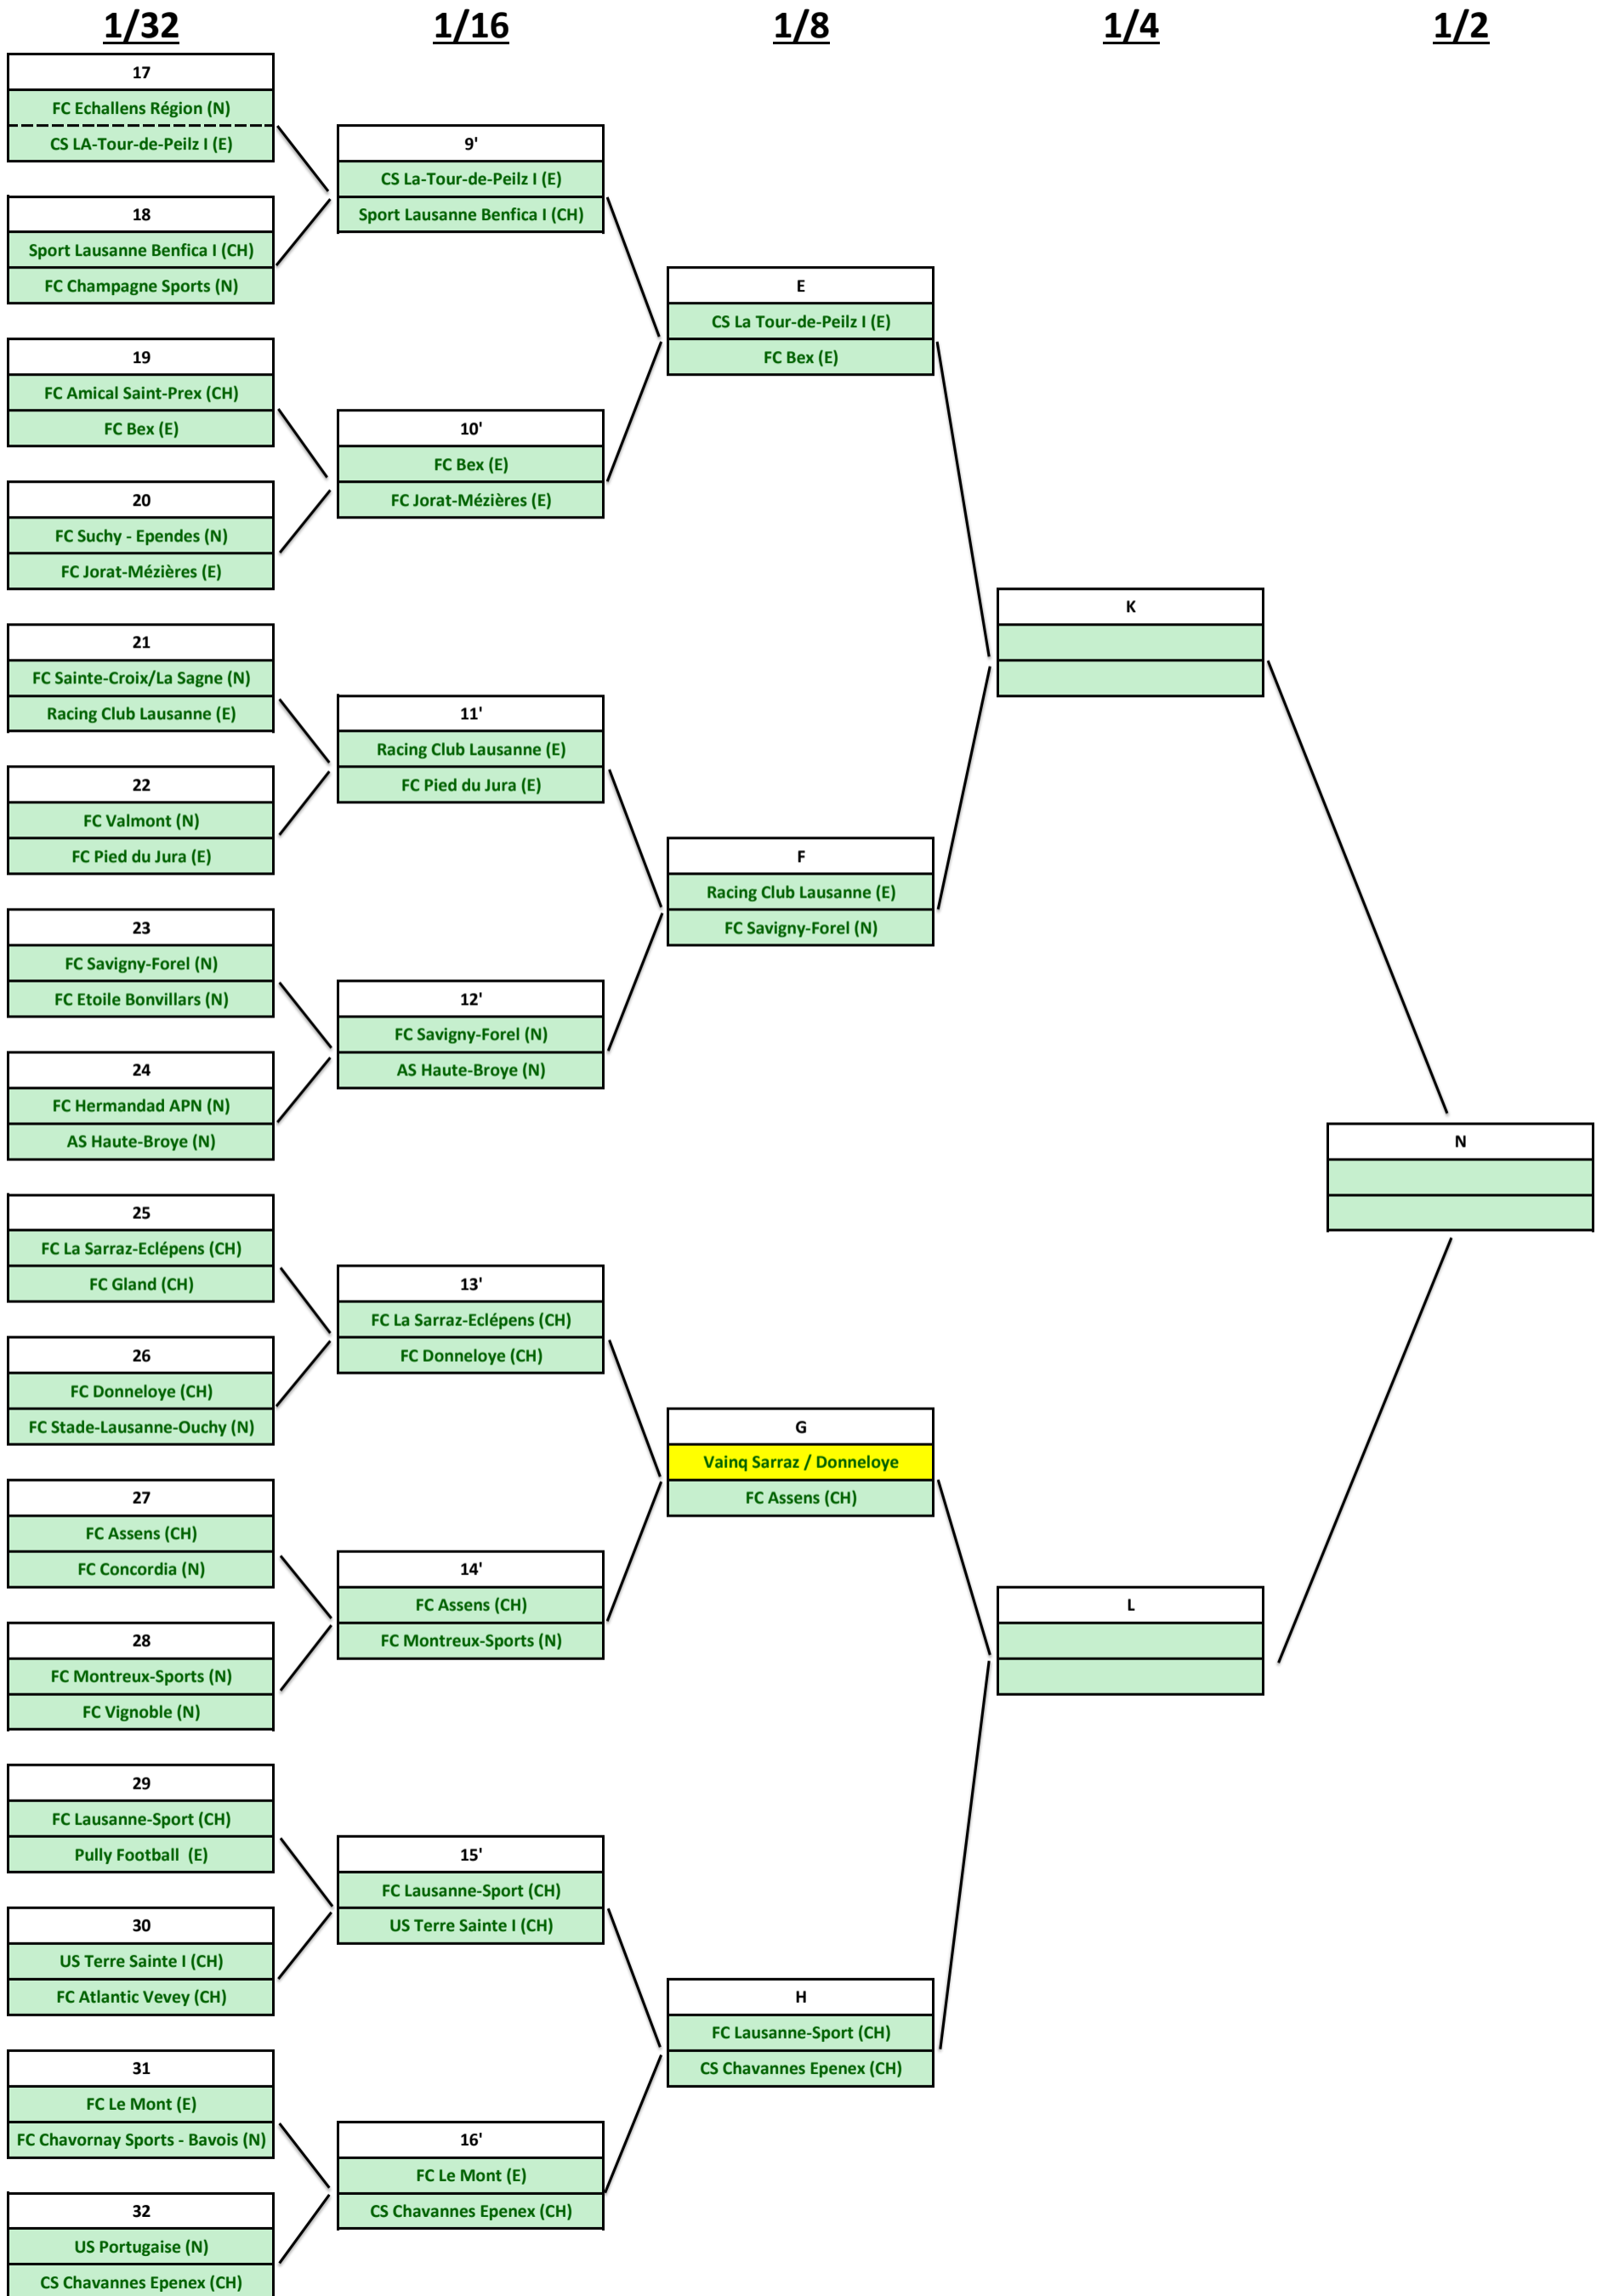 1/32
1/16
1/8
1/4
1/2
17
FC Echallens Région (N)
CS LA-Tour-de-Peilz I (E)
18
Sport Lausanne Benfica I (CH)
FC Champagne Sports (N)
19
FC Amical Saint-Prex (CH)
FC Bex (E)
20
FC Suchy - Ependes (N)
FC Jorat-Mézières (E)
21
FC Sainte-Croix/La Sagne (N)
Racing Club Lausanne (E)
22
FC Valmont (N)
FC Pied du Jura (E)
23
FC Savigny-Forel (N)
FC Etoile Bonvillars (N)
24
FC Hermandad APN (N)
AS Haute-Broye (N)
25
FC La Sarraz-Eclépens (CH)
FC Gland (CH)
26
FC Donneloye (CH)
FC Stade-Lausanne-Ouchy (N)
27
FC Assens (CH)
FC Concordia (N)
28
FC Montreux-Sports (N)
FC Vignoble (N)
29
FC Lausanne-Sport (CH)
Pully Football  (E)
30
US Terre Sainte I (CH)
FC Atlantic Vevey (CH)
31
FC Le Mont (E)
FC Chavornay Sports - Bavois (N)
32
US Portugaise (N)
CS Chavannes Epenex (CH)
9'
CS La-Tour-de-Peilz I (E)
Sport Lausanne Benfica I (CH)
10'
FC Bex (E)
FC Jorat-Mézières (E)
11'
Racing Club Lausanne (E)
FC Pied du Jura (E)
12'
FC Savigny-Forel (N)
AS Haute-Broye (N)
13'
FC La Sarraz-Eclépens (CH)
FC Donneloye (CH)
14'
FC Assens (CH)
FC Montreux-Sports (N)
15'
FC Lausanne-Sport (CH)
US Terre Sainte I (CH)
16'
FC Le Mont (E)
CS Chavannes Epenex (CH)
E
CS La Tour-de-Peilz I (E)
FC Bex (E)
F
Racing Club Lausanne (E)
FC Savigny-Forel (N)
G
Vainq Sarraz / Donneloye
FC Assens (CH)
H
FC Lausanne-Sport (CH)
CS Chavannes Epenex (CH)
K
L
N